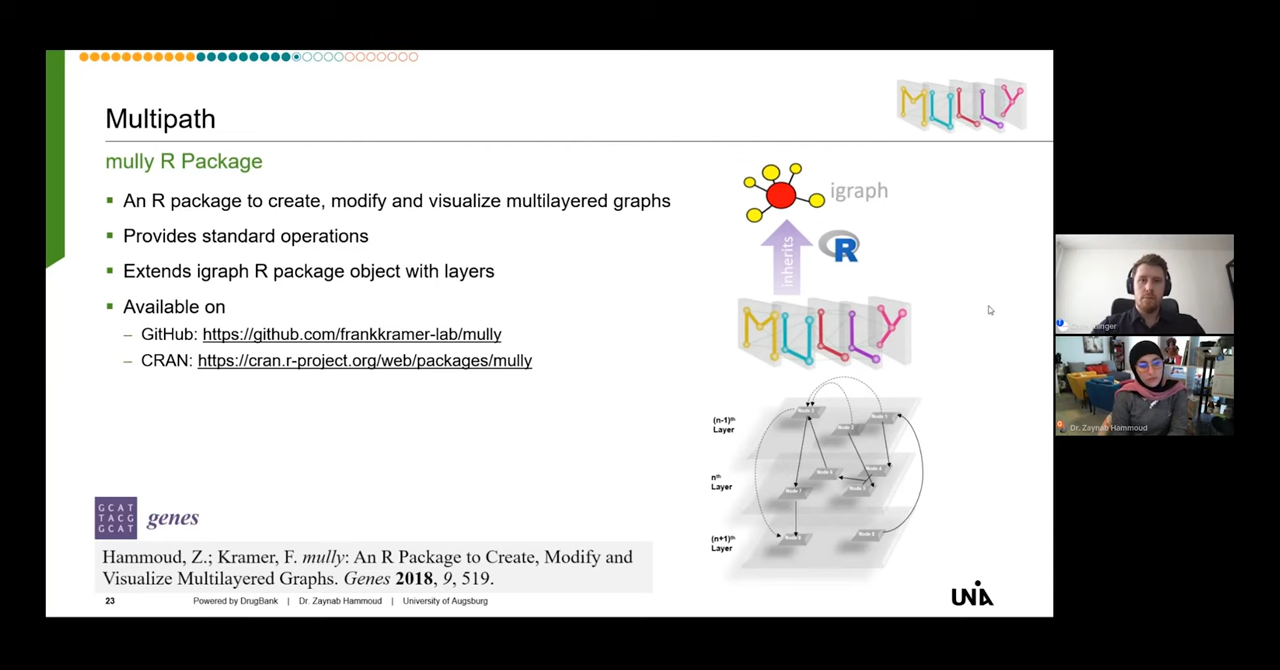 MULLY
Multipath
mully R Package
▪ An R package to create, modify and visualize multilayered graphs
▪ Provides standard operations
▪ Extends igraph R package object with layers
▪ Available on
– GitHub: https://github.com/frankkramer-lab/mully
– CRAN: https://cran.r-project.org/web/packages/mully
igraph
inherits
R
MULLY
(n-1)th
Layer
nth
Layer
(n+1)th
Layer
GCAT
TACG
GCAT
genes
Hammoud, Z.; Kramer, F. mully: An R Package to Create, Modify and
Visualize Multilayered Graphs. Genes 2018, 9, 519.
23 Powered by DrugBank | Dr. Zaynab Hammoud | University of Augsburg
UNIA
Dr. Zaynab Hammoud